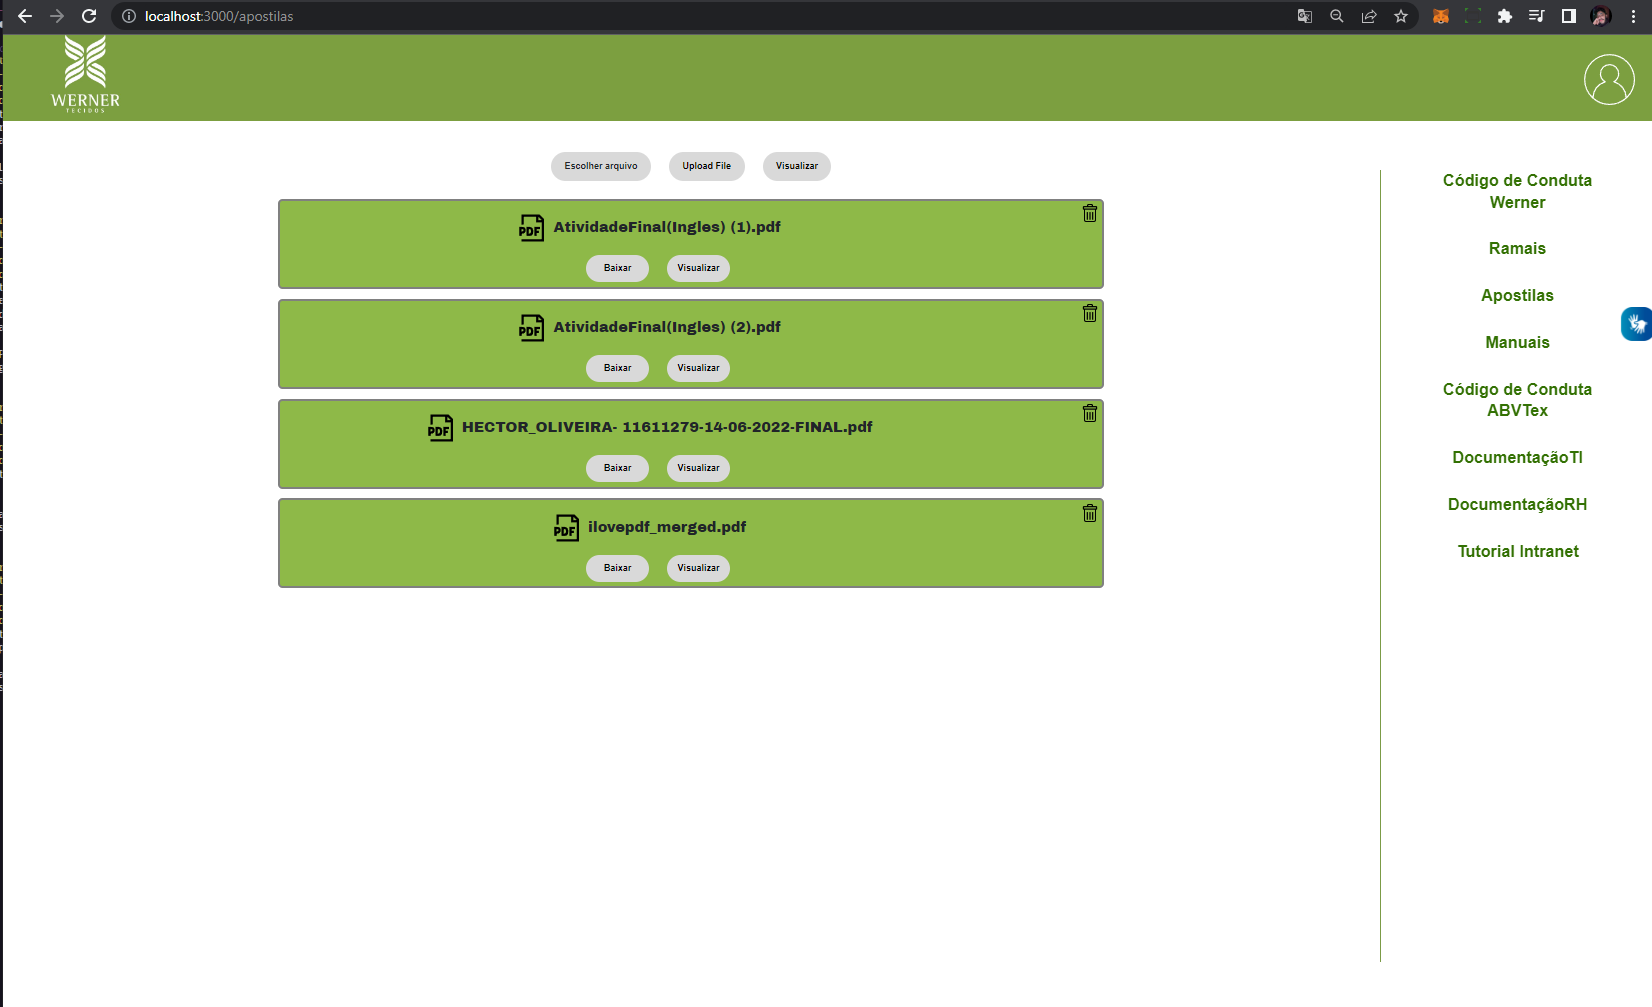 localhost:3000/apostilas
WERNER
TECIDOS
Escolher arquivo Upload File Visualizar
PDF AtividadeFinal(Ingles) (1).pdf
Baixar Visualizar
PDF AtividadeFinal(Ingles) (2).pdf
Baixar Visualizar
PDF HECTOR_OLIVEIRA- 11611279-14-06-2022-FINAL.pdf
Baixar Visualizar
PDF ilovepdf_merged.pdf
Baixar Visualizar
Código de Conduta
Werner
Ramais
Apostilas
Manuais
Código de Conduta
ABVTex
DocumentaçãoTI
DocumentaçãoRH
Tutorial Intranet